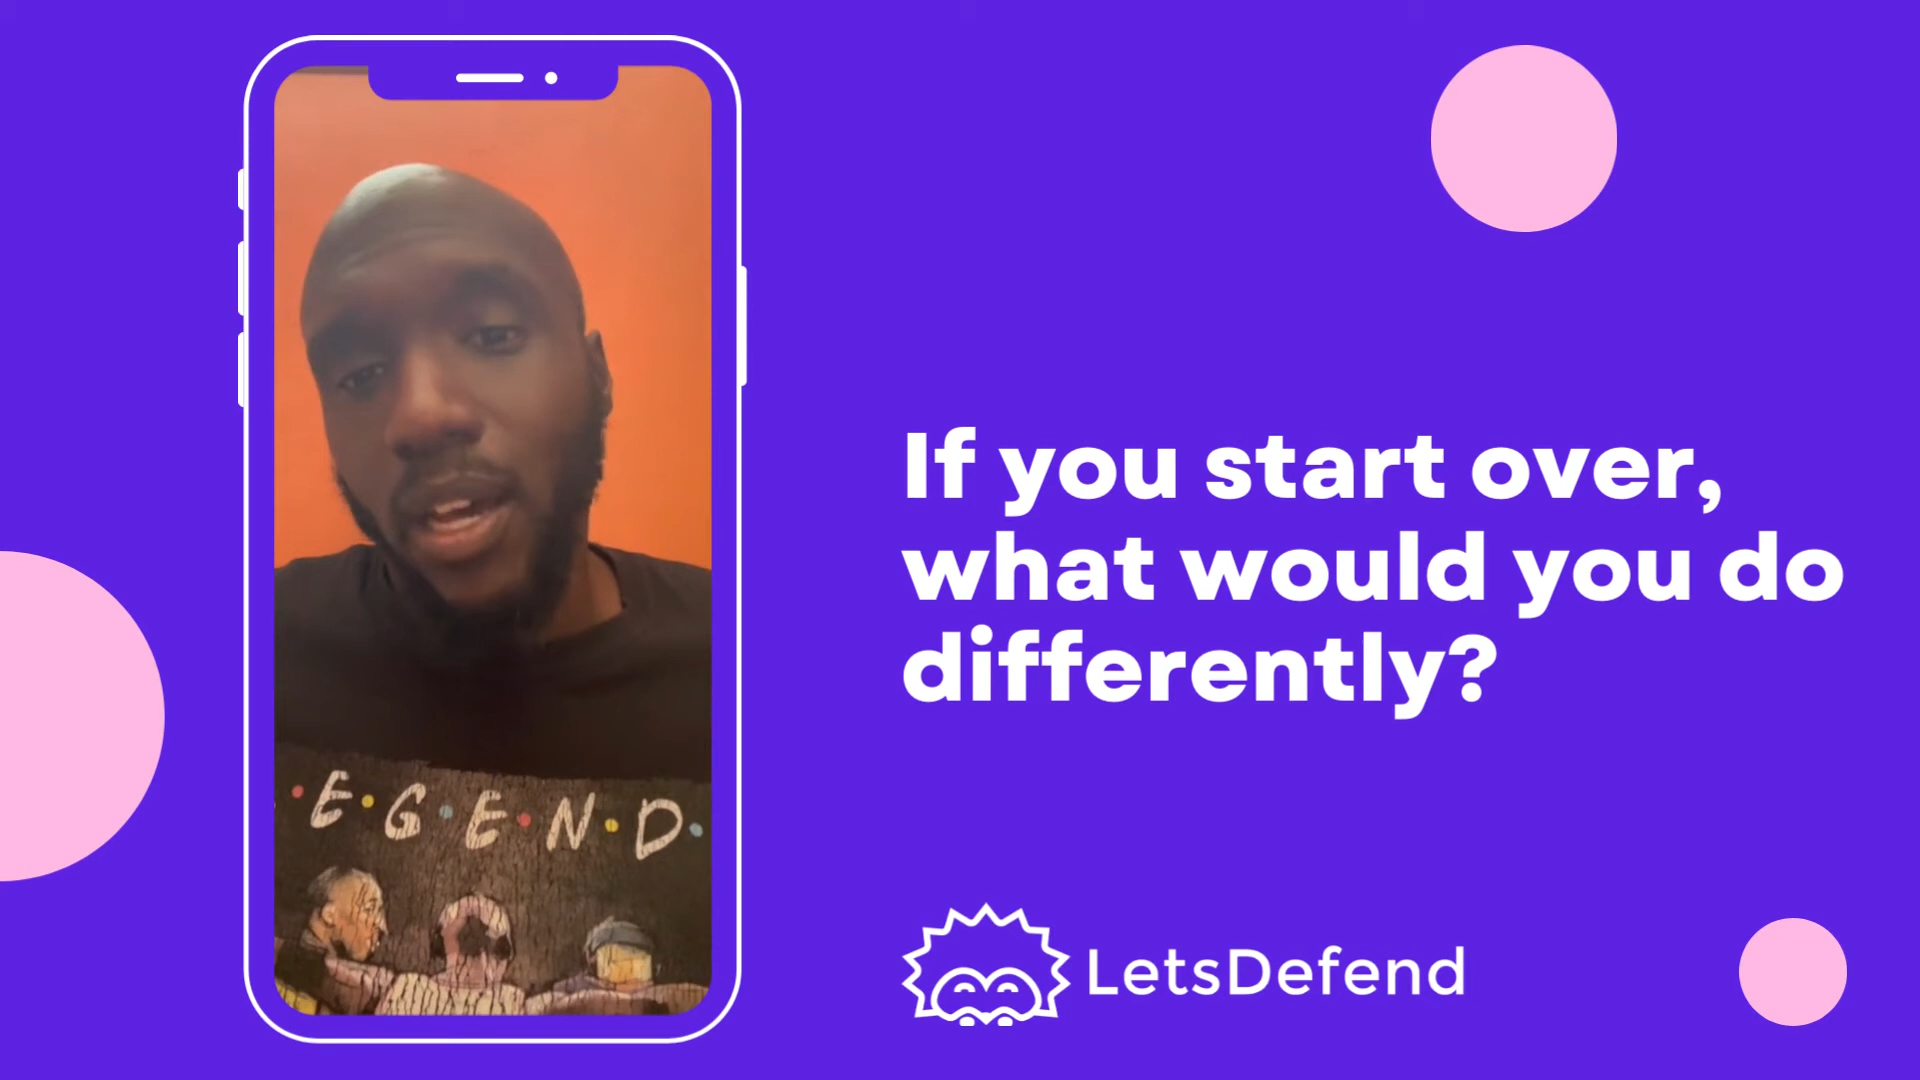 If you start over,
what would you do
differently?
E·G·E·N·D·
LetsDefend